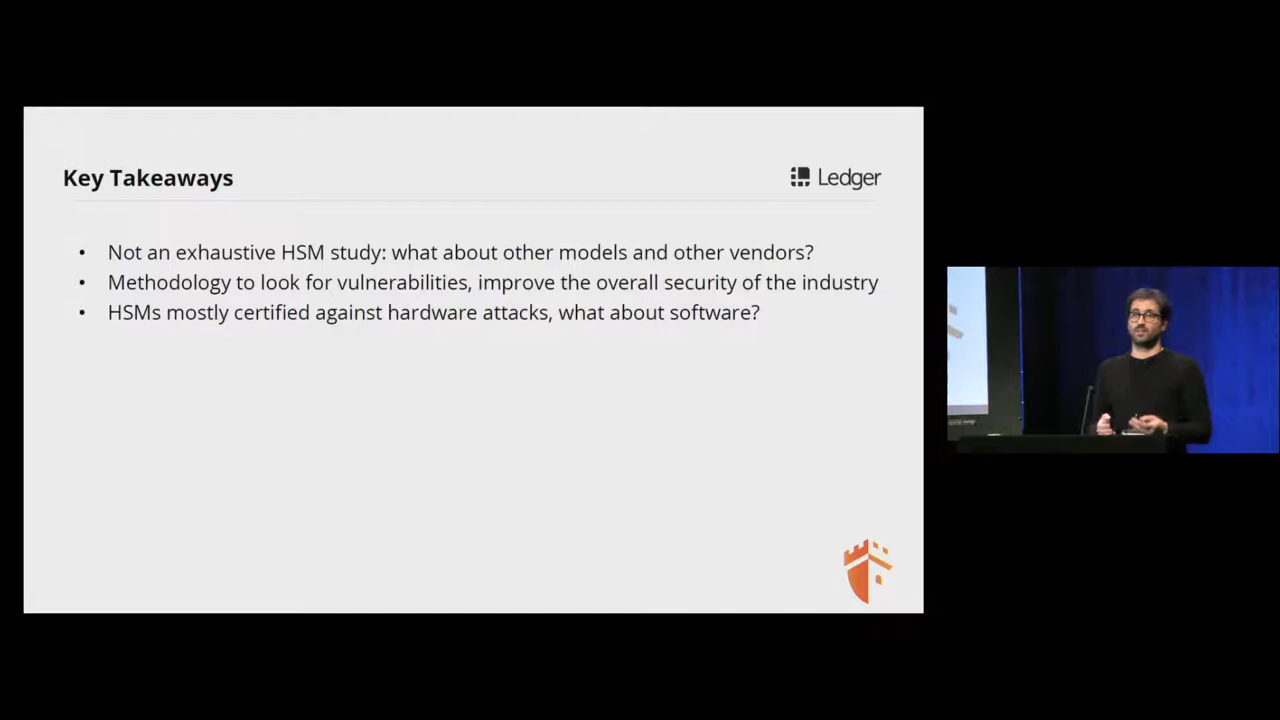 Key Takeaways
Ledger
• Not an exhaustive HSM study: what about other models and other vendors?
• Methodology to look for vulnerabilities, improve the overall security of the industry
• HSMs mostly certified against hardware attacks, what about software?